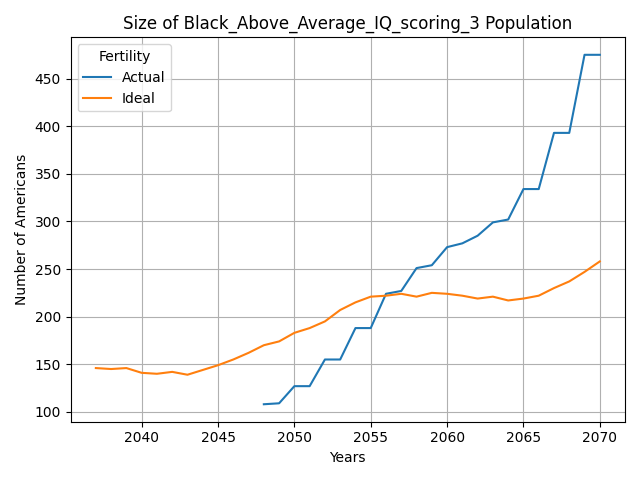 Size of Black_Above_Average_IQ_scoring_3 Population
Fertility
Actual
Ideal
Number of Americans
450
400
350
300
250
200
150
100
2040 2045 2050 2055 2060 2065 2070
Years